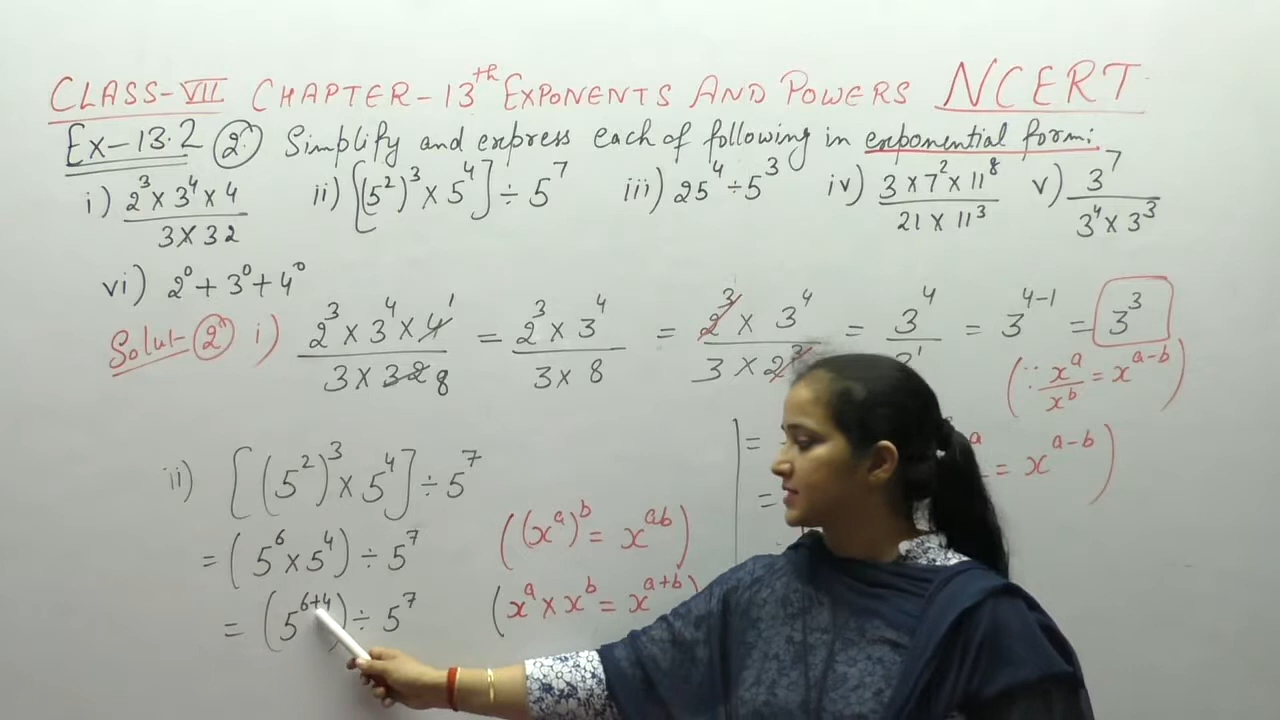 CLASS-VII CHAPTER-13th EXPONENTS AND POWERS NCERT
Ex-13.2 2. Simplify and express each of following in exponential form:
i) (2³ × 3⁴ × 4)/(3 × 32) ii) [(5²)³ × 5⁴] ÷ 5⁷ iii) 25⁴ ÷ 5³ iv) (3 × 7² × 11⁸)/(21 × 11³) v) 3⁷/(3⁴ × 3³)
vi) 2⁰ + 3⁰ + 4⁰
Solut- 2. i) (2³ × 3⁴ × 4 1)/(3 × 32 8) = (2³ × 3⁴)/(3 × 8) = (2³ × 3⁴)/(3 × 2³) = 3⁴/3¹ = 3⁴⁻¹ = 3³
(∵ xᵃ/xᵇ = xᵃ⁻ᵇ)
ii) [(5²)³ × 5⁴] ÷ 5⁷
= (5⁶ × 5⁴) ÷ 5⁷ ((xᵃ)ᵇ = xᵃᵇ)
= (5⁶⁺⁴) ÷ 5⁷ (xᵃ × xᵇ = xᵃ⁺ᵇ)
=
= xᵃ⁻ᵇ)
=